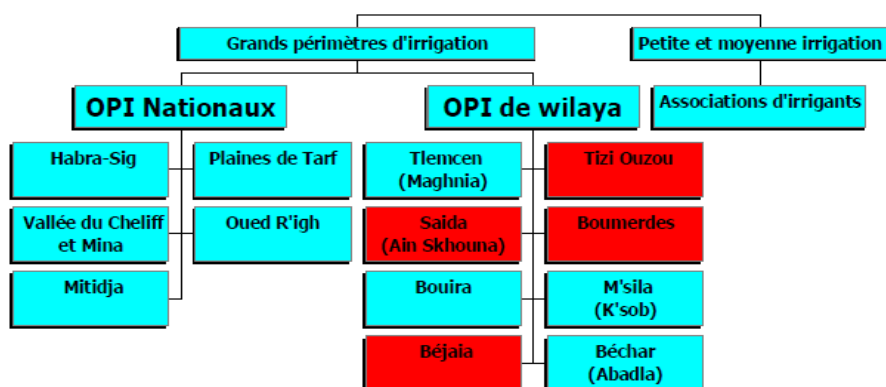 Grands périmètres d'irrigation
Petite et moyenne irrigation
OPI Nationaux
OPI de wilaya
Associations d'irrigants
Habra-Sig
Plaines de Tarf
Tlemcen
(Maghnia)
Tizi Ouzou
Vallée du Cheliff
et Mina
Oued R'igh
Saida
(Ain Skhouna)
Boumerdes
Mitidja
Bouira
M'sila
(K'sob)
Béjaia
Béchar
(Abadla)